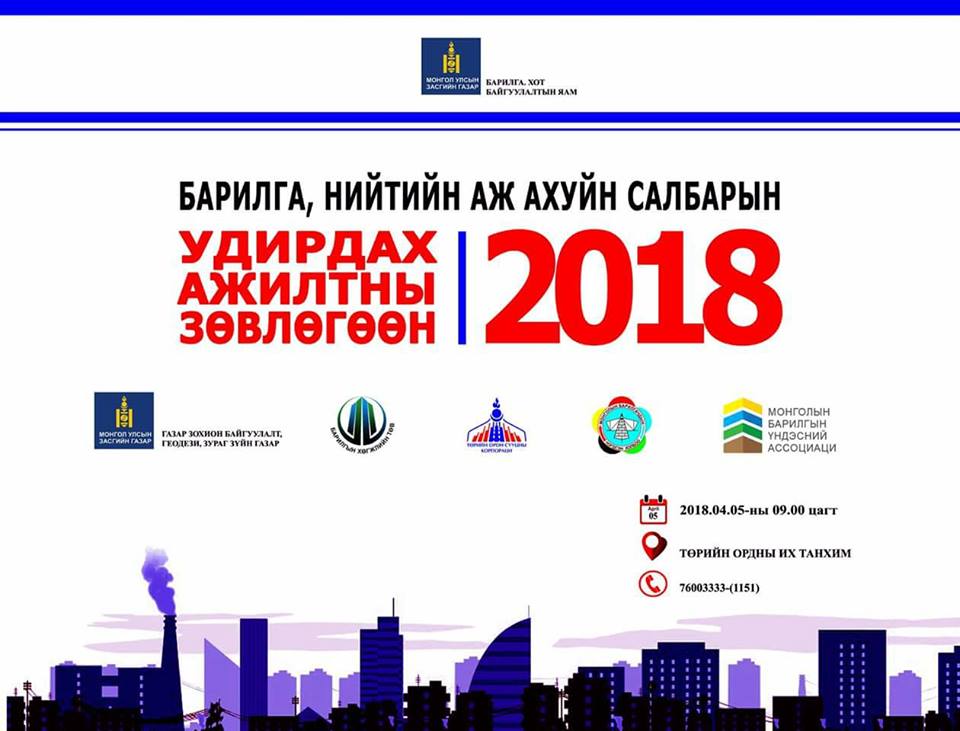 МОНГОЛ УЛСЫН
ЗАСГИЙН ГАЗАР
БАРИЛГА, ХОТ
БАЙГУУЛАЛТЫН ЯАМ
БАРИЛГА, НИЙТИЙН АЖ АХУЙН САЛБАРЫН
УДИРДАХ
АЖИЛТНЫ
ЗӨВЛӨГӨӨН
2018
МОНГОЛ УЛСЫН
ЗАСГИЙН ГАЗАР
ГАЗАР ЗОХИОН БАЙГУУЛАЛТ,
ГЕОДЕЗИ, ЗУРАГ ЗҮЙН ГАЗАР
БАРИЛГЫН ХӨГЖЛИЙН ТӨВ
ТӨРИЙН ОРОН СУУЦНЫ
КОРПОРАЦИ
МОНГОЛЫН
БАРИЛГЫН
ҮНДЭСНИЙ
АССОЦИАЦИ
April
05
2018.04.05-ны 09.00 цагт
ТӨРИЙН ОРДНЫ ИХ ТАНХИМ
76003333-(1151)